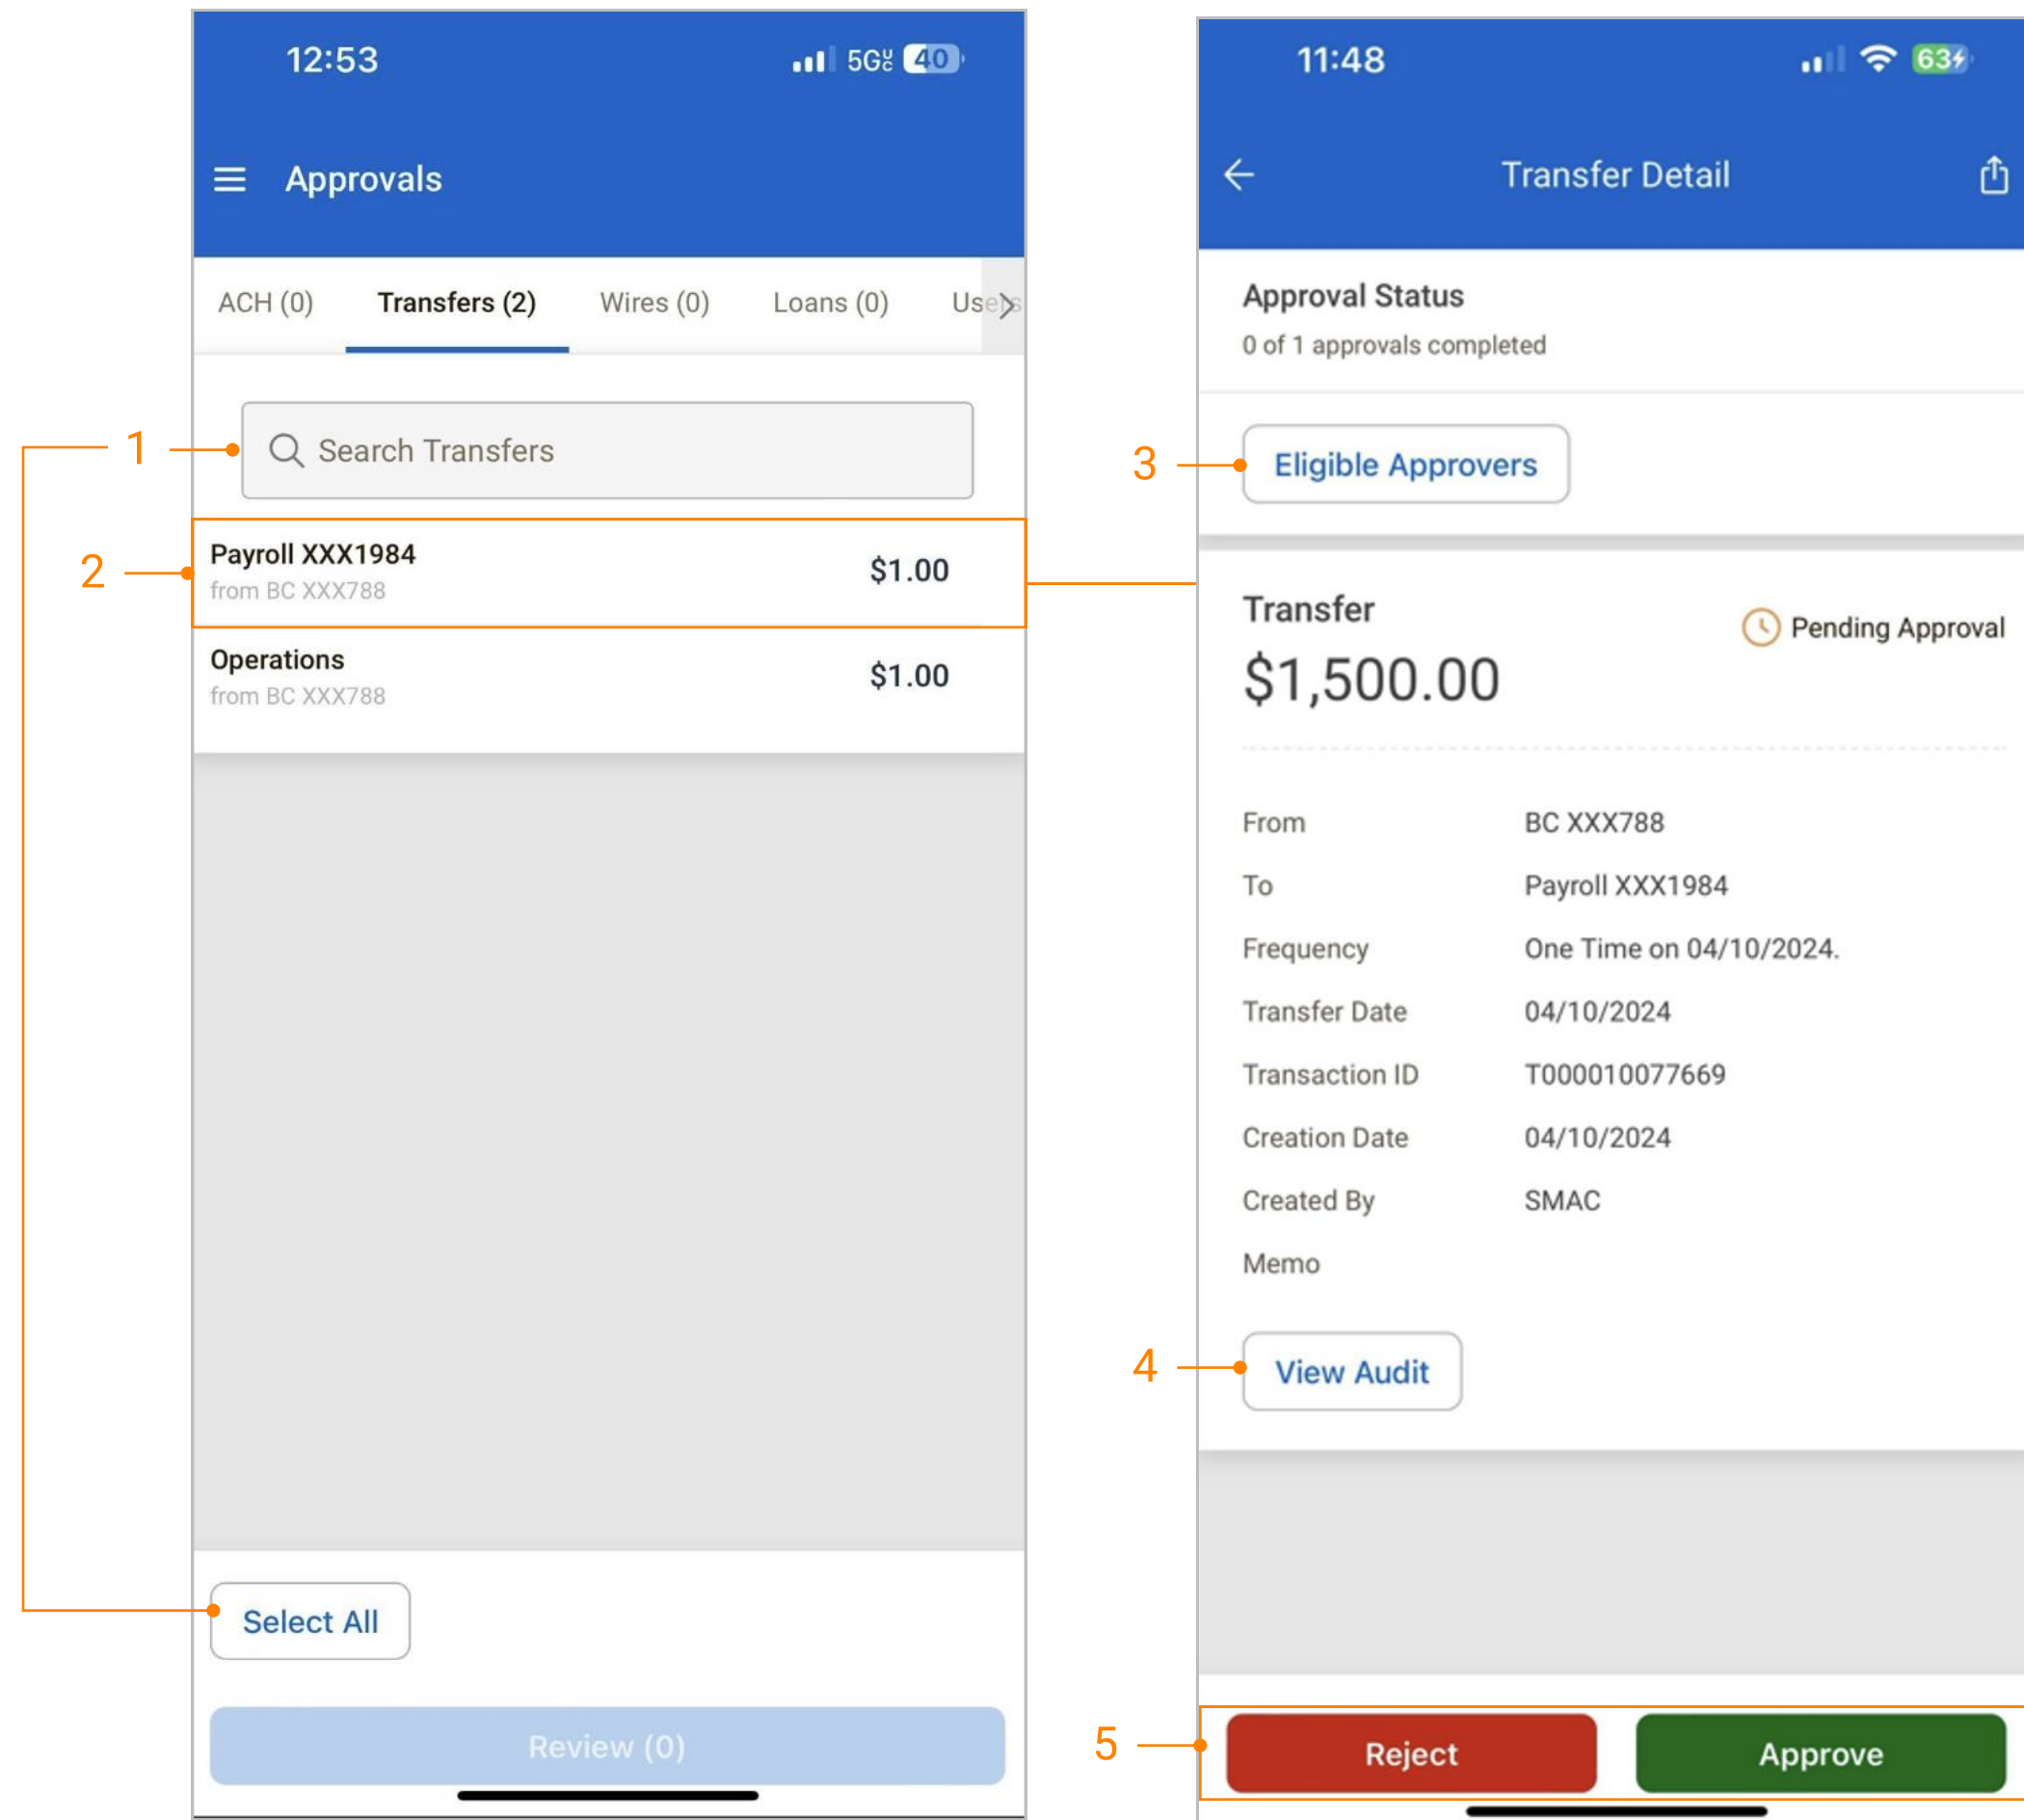 12:53
5G UC 40
Approvals
ACH (0) Transfers (2) Wires (0) Loans (0) Users
1
Search Transfers
2
Payroll XXX1984
$1.00
from BC XXX788
Operations
$1.00
from BC XXX788
Select All
Review (0)
11:48
63
Transfer Detail
Approval Status
0 of 1 approvals completed
3
Eligible Approvers
Transfer
Pending Approval
$1,500.00
From BC XXX788
To Payroll XXX1984
Frequency One Time on 04/10/2024.
Transfer Date 04/10/2024
Transaction ID T000010077669
Creation Date 04/10/2024
Created By SMAC
Memo
4
View Audit
5
Reject Approve